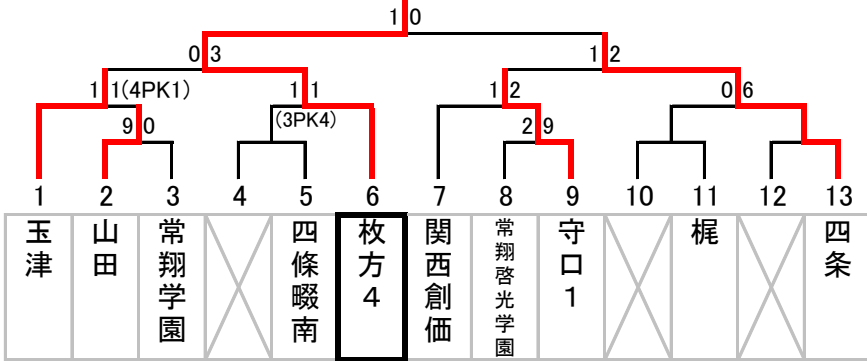 1 0
0 3
1 2
1 1(4PK1)
1 1
1 2
0 6
(3PK4)
9 0
2 9
1 2 3 4 5 6 7 8 9 10 11 12 13
玉津
山田
常翔学園
四條畷南
枚方4
関西創価
常翔啓光学園
守口1
梶
四条